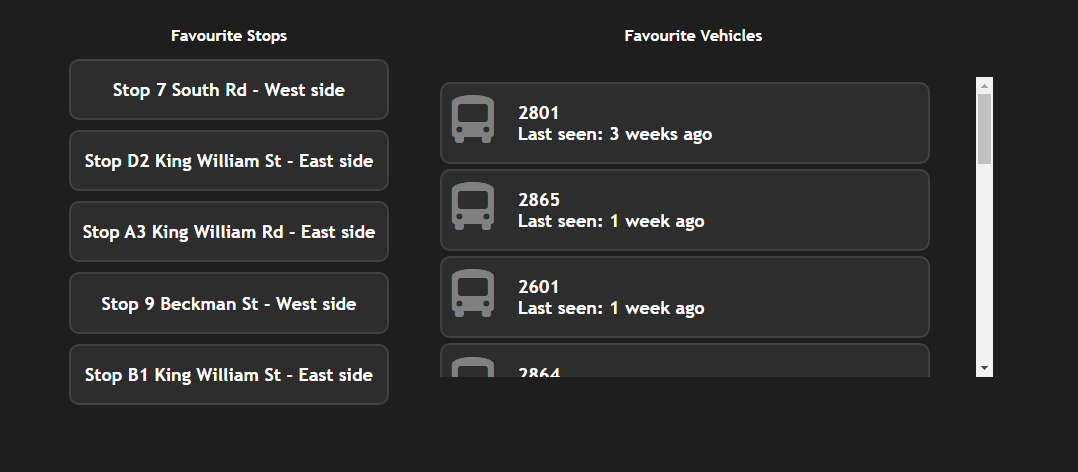 Favourite Stops
Stop 7 South Rd - West side
Stop D2 King William St - East side
Stop A3 King William Rd - East side
Stop 9 Beckman St - West side
Stop B1 King William St - East side
Favourite Vehicles
2801
Last seen: 3 weeks ago
2865
Last seen: 1 week ago
2601
Last seen: 1 week ago
2864